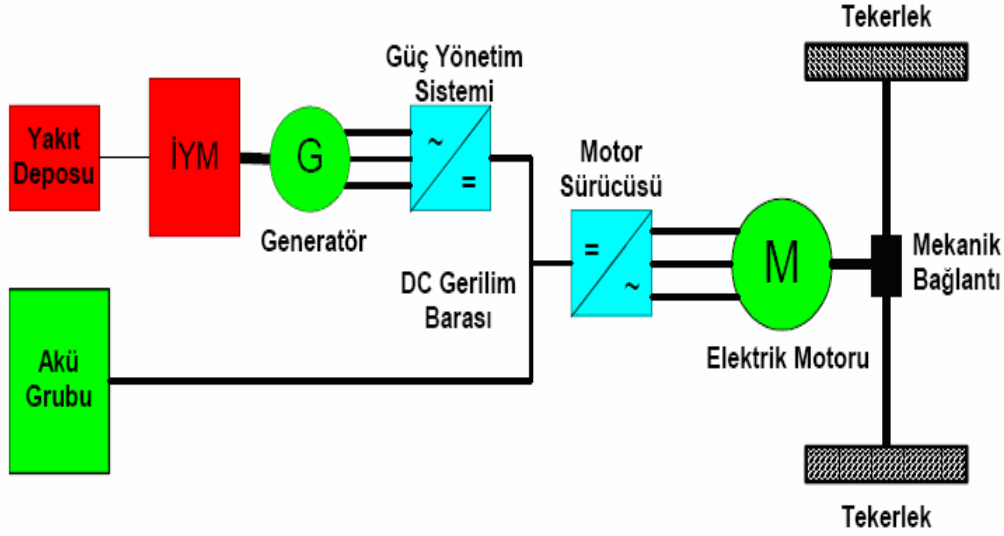 Tekerlek
Güç Yönetim
Sistemi
Yakıt
Deposu
İYM
G
~
=
Generatör
Motor
Sürücüsü
=
~
M
Mekanik
Bağlantı
DC Gerilim
Barası
Elektrik Motoru
Akü
Grubu
Tekerlek